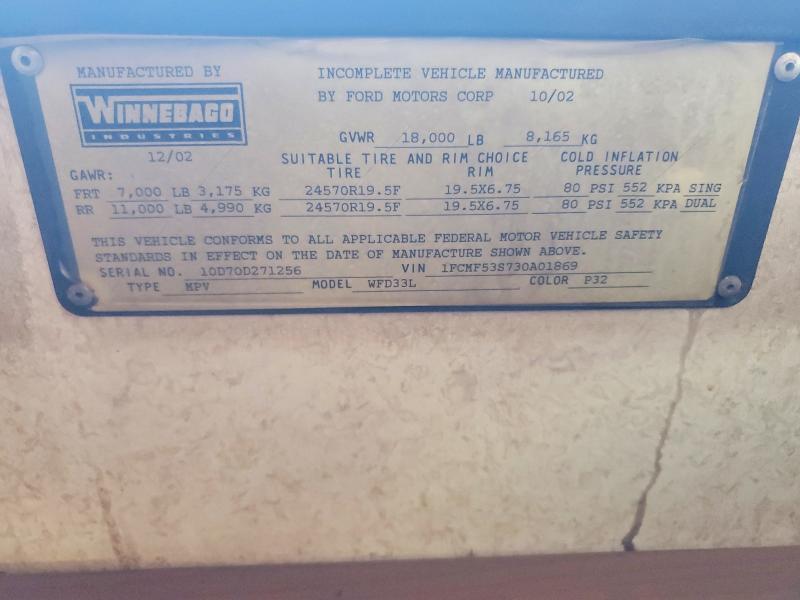 MANUFACTURED BY
INCOMPLETE VEHICLE MANUFACTURED
WINNEBAGO
INDUSTRIES
BY FORD MOTORS CORP 10/02
12/02
GVWR 18,000 LB 8,165 KG
SUITABLE TIRE AND RIM CHOICE COLD INFLATION
GAWR: TIRE RIM PRESSURE
FRT 7,000 LB 3,175 KG 24570R19.5F 19.5X6.75 80 PSI 552 KPA SING
RR 11,000 LB 4,990 KG 24570R19.5F 19.5X6.75 80 PSI 552 KPA DUAL
THIS VEHICLE CONFORMS TO ALL APPLICABLE FEDERAL MOTOR VEHICLE SAFETY
STANDARDS IN EFFECT ON THE DATE OF MANUFACTURE SHOWN ABOVE.
SERIAL NO. 10D70D271256 VIN 1FCMF53S730A01869
TYPE MPV MODEL WFD33L COLOR P32